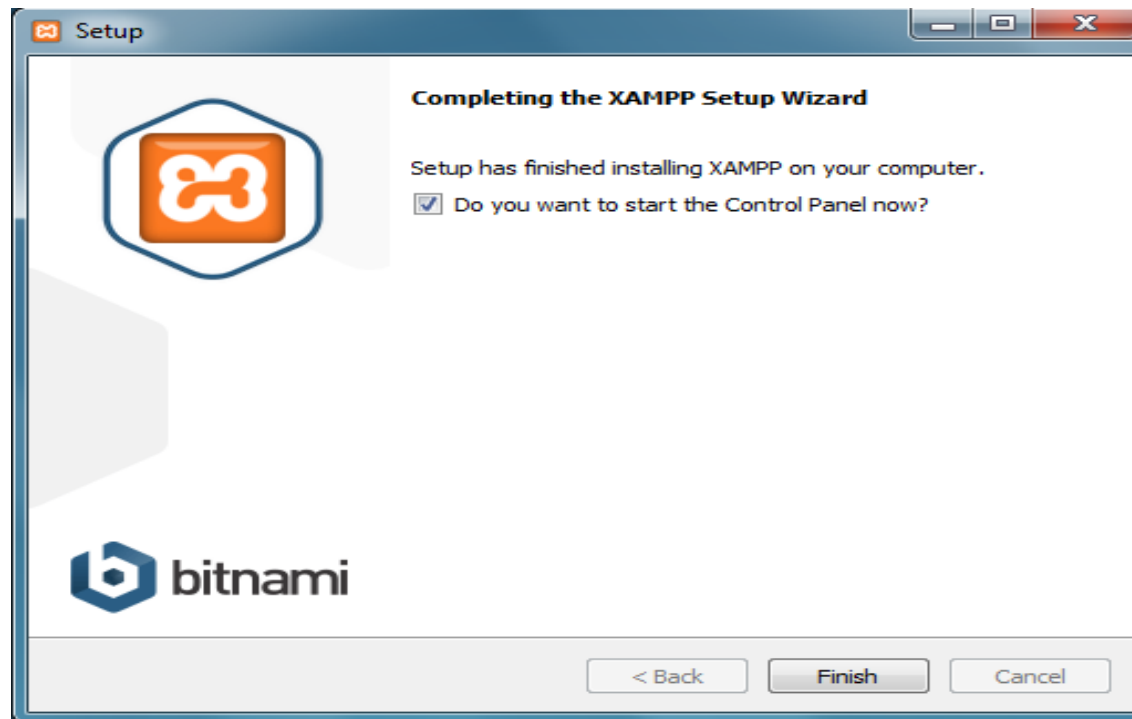 Setup
Completing the XAMPP Setup Wizard
Setup has finished installing XAMPP on your computer.
Do you want to start the Control Panel now?
bitnami
< Back
Finish
Cancel